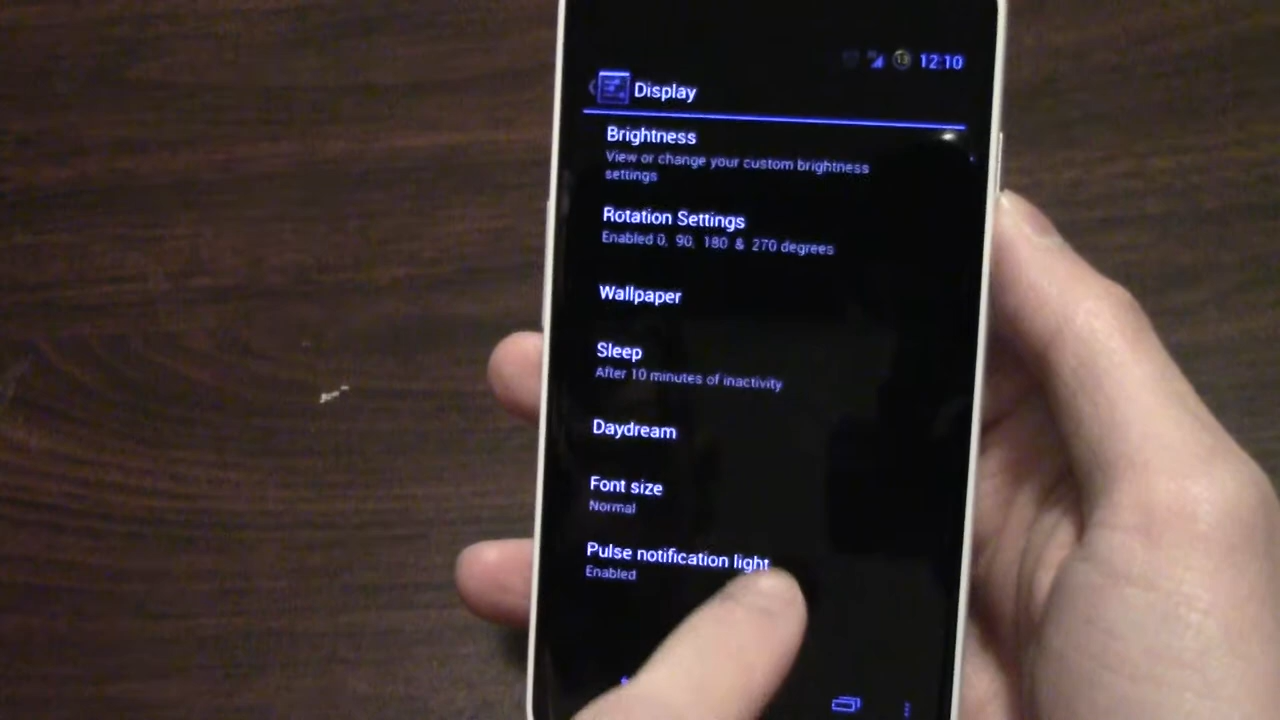 13 12:10
Display
Brightness
View or change your custom brightness
settings
Rotation Settings
Enabled 0, 90, 180 & 270 degrees
Wallpaper
Sleep
After 10 minutes of inactivity
Daydream
Font size
Normal
Pulse notification light
Enabled